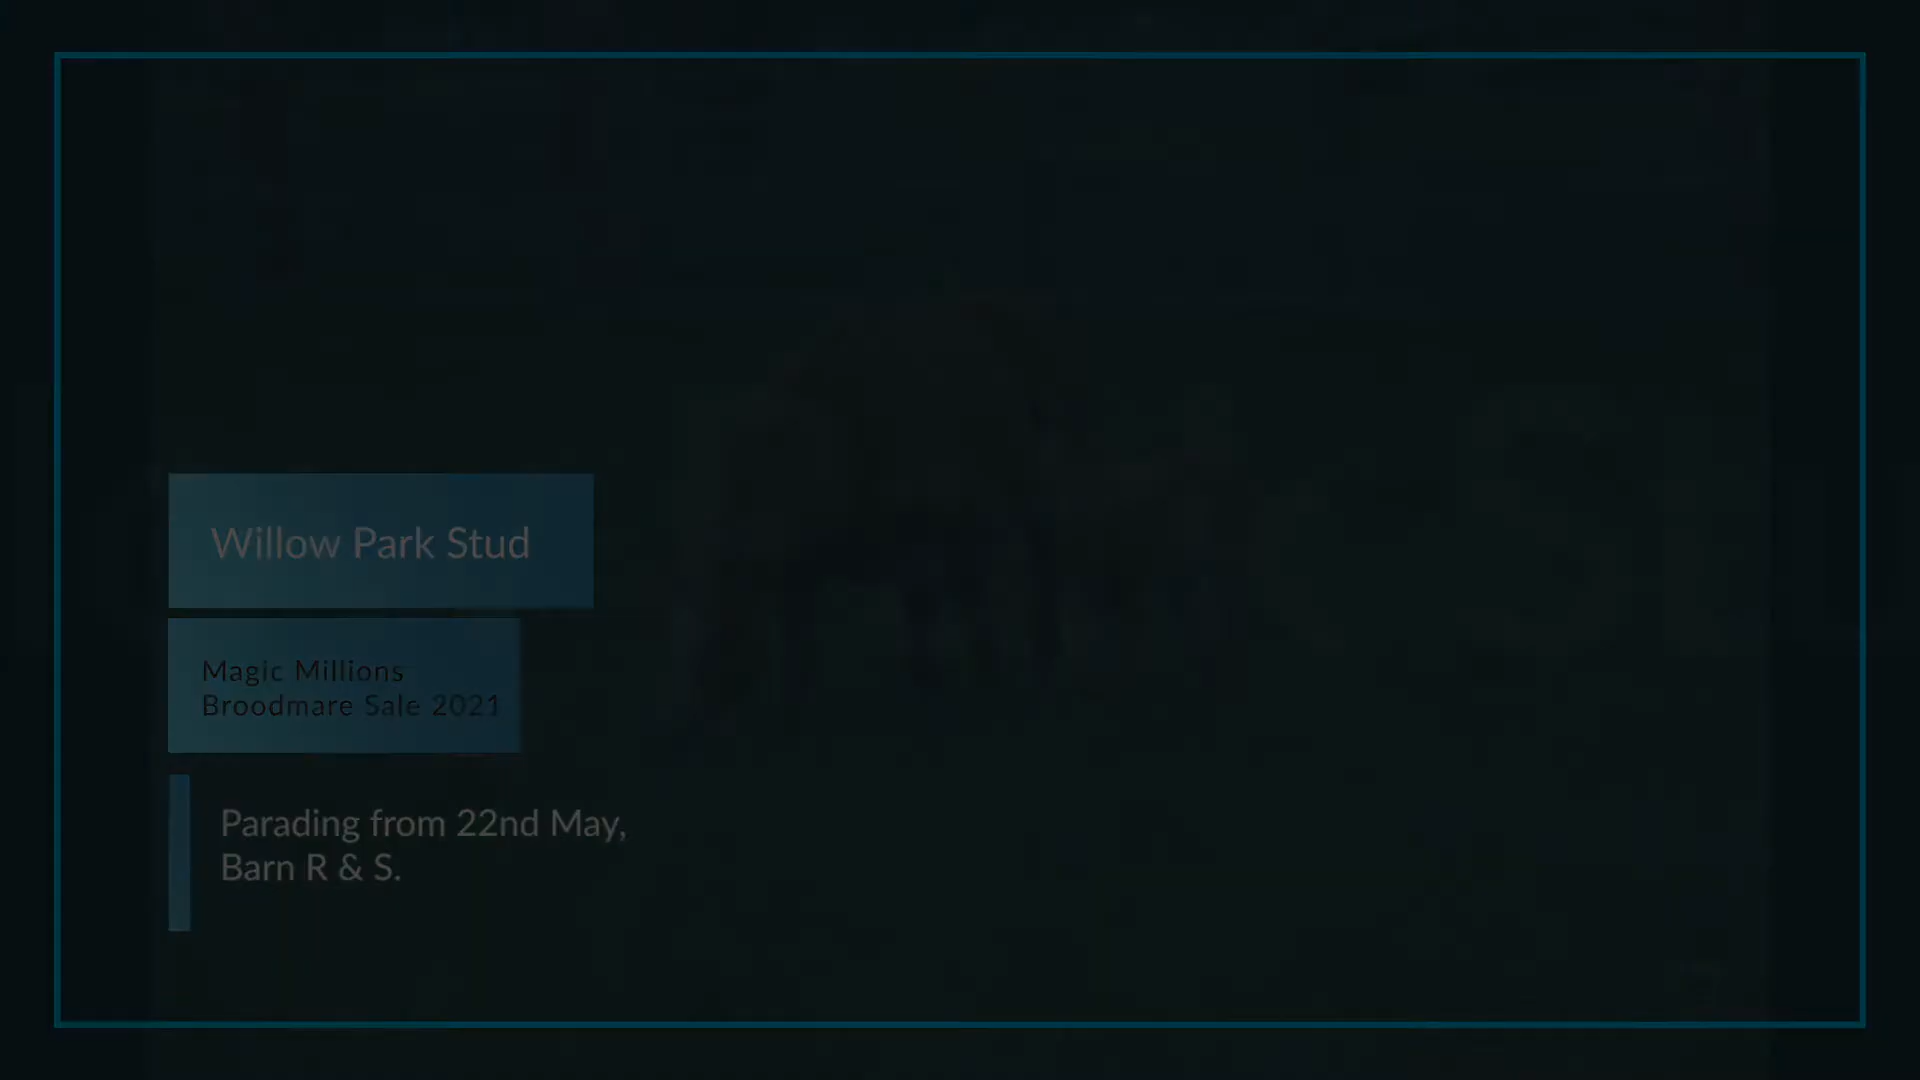 Willow Park Stud
Magic Millions
Broodmare Sale 2021
Parading from 22nd May,
Barn R & S.